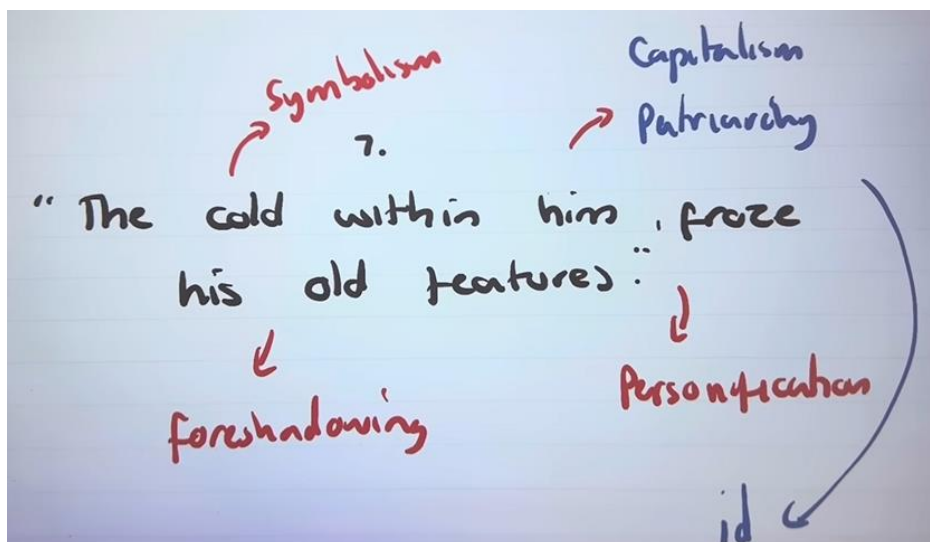 Symbolism
Capitalism
Patriarchy
7.
"The cold within him, froze
his old features."
foreshadowing
Personification
id